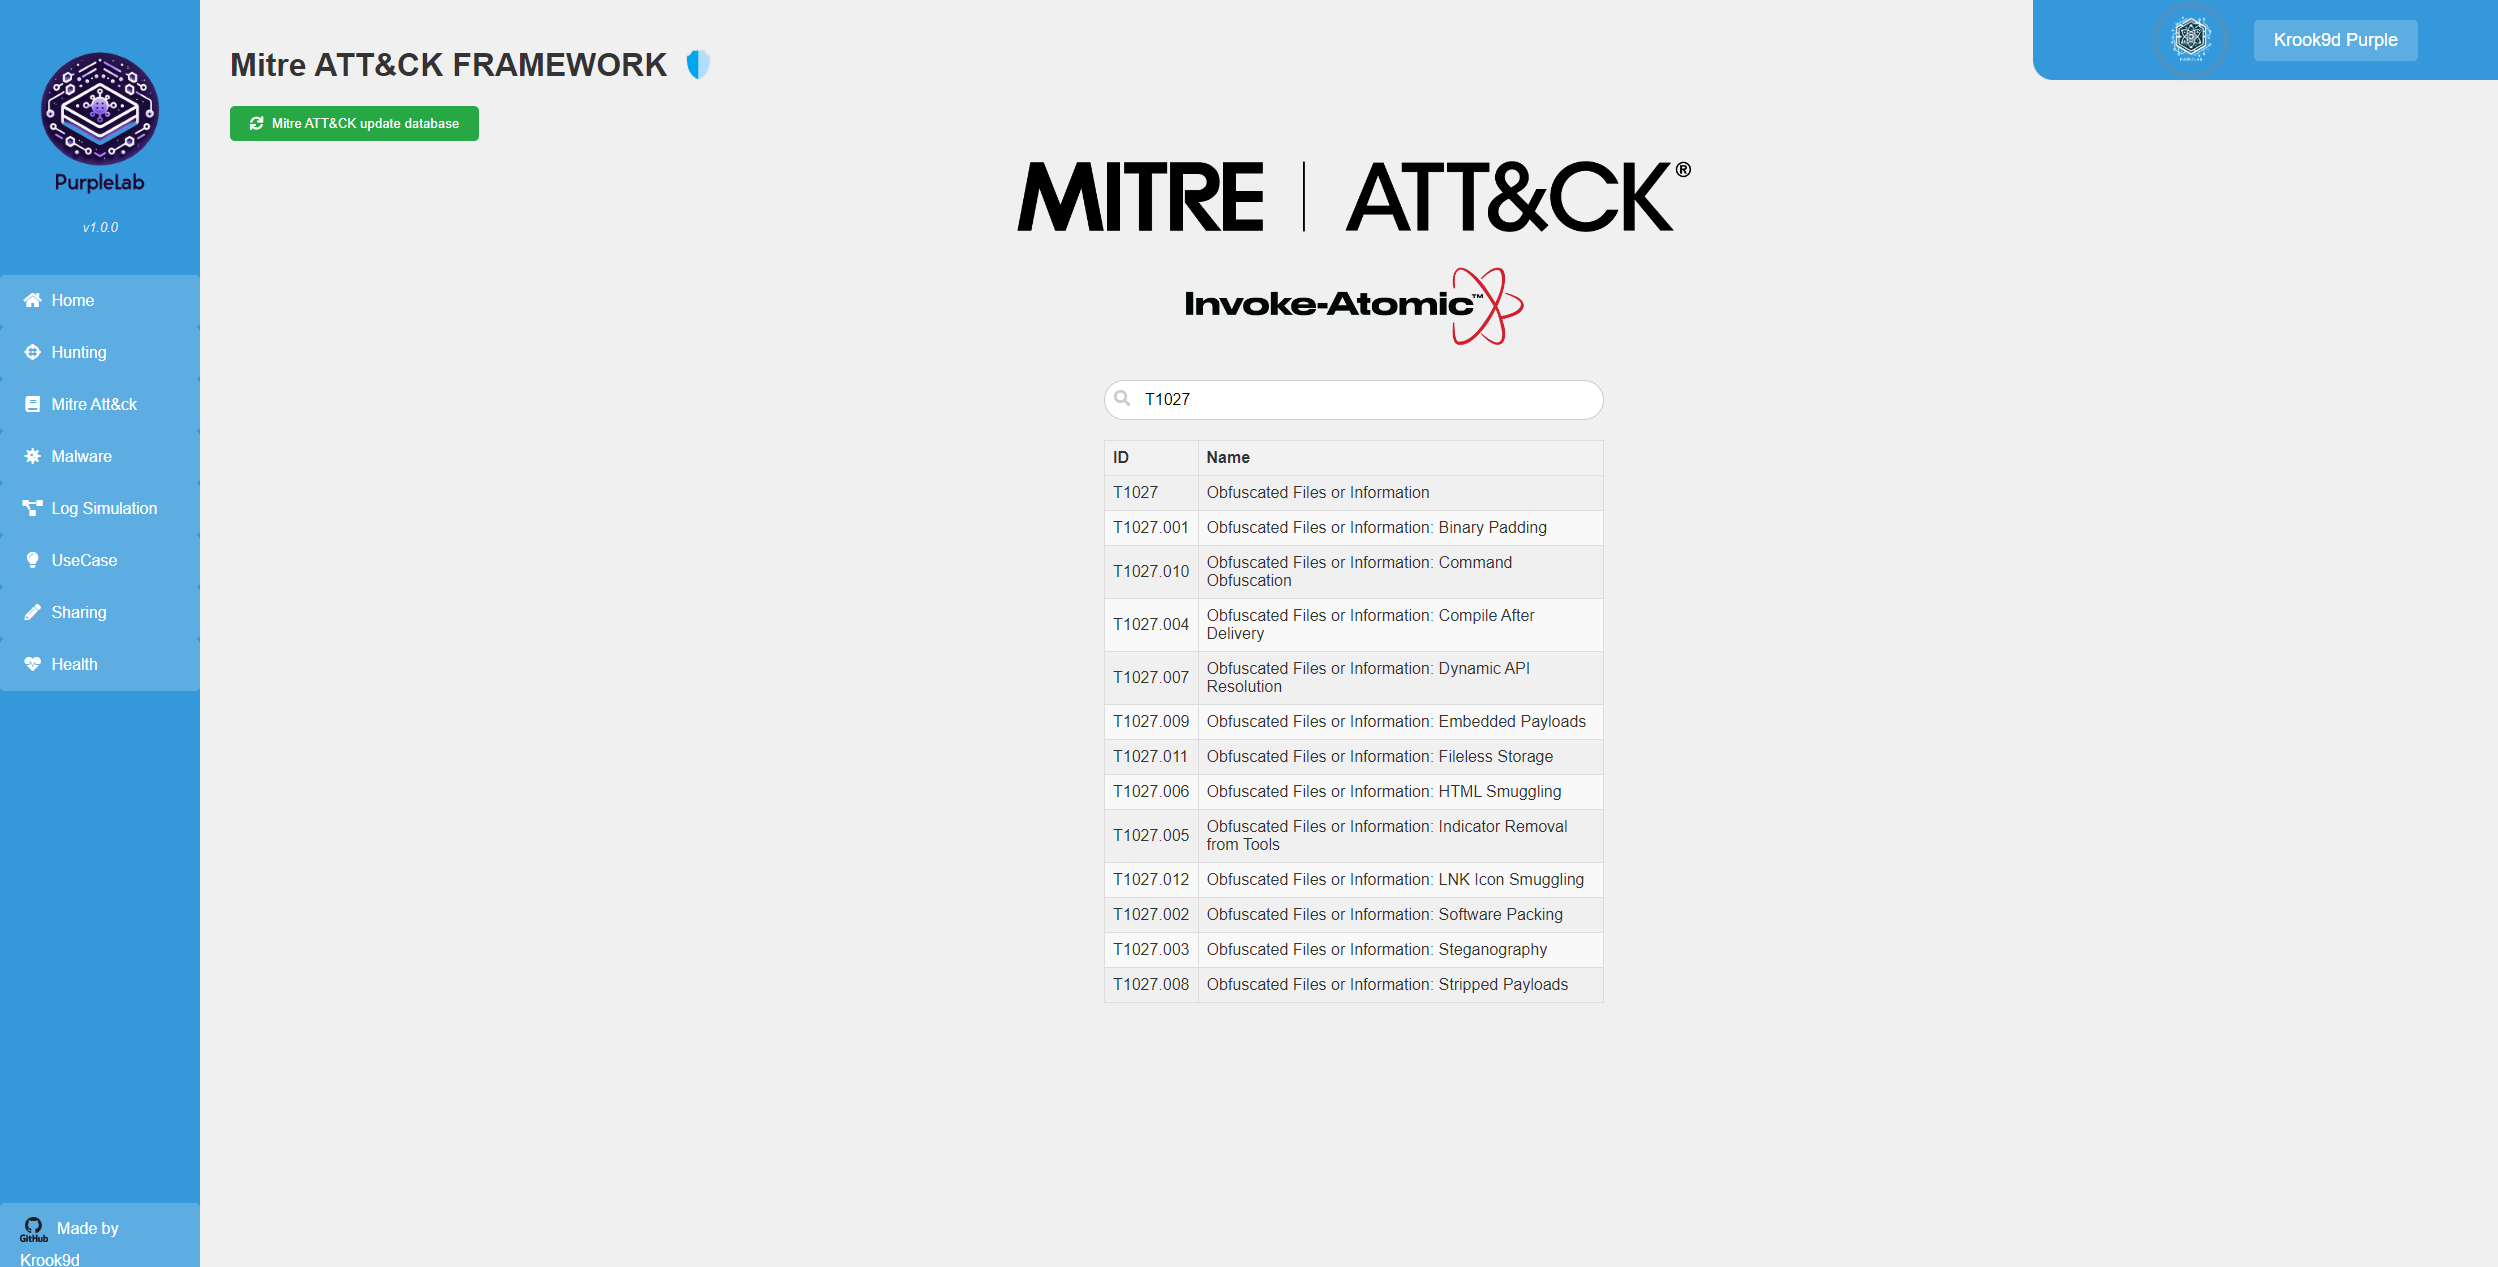 PurpleLab
v1.0.0
Home
Hunting
Mitre Att&ck
Malware
Log Simulation
UseCase
Sharing
Health
GitHub Made by
Krook9d
Mitre ATT&CK FRAMEWORK
Mitre ATT&CK update database
Krook9d Purple
MITRE | ATT&CK®
Invoke-Atomic™
T1027
ID Name
T1027 Obfuscated Files or Information
T1027.001 Obfuscated Files or Information: Binary Padding
T1027.010 Obfuscated Files or Information: Command
Obfuscation
T1027.004 Obfuscated Files or Information: Compile After
Delivery
T1027.007 Obfuscated Files or Information: Dynamic API
Resolution
T1027.009 Obfuscated Files or Information: Embedded Payloads
T1027.011 Obfuscated Files or Information: Fileless Storage
T1027.006 Obfuscated Files or Information: HTML Smuggling
T1027.005 Obfuscated Files or Information: Indicator Removal
from Tools
T1027.012 Obfuscated Files or Information: LNK Icon Smuggling
T1027.002 Obfuscated Files or Information: Software Packing
T1027.003 Obfuscated Files or Information: Steganography
T1027.008 Obfuscated Files or Information: Stripped Payloads